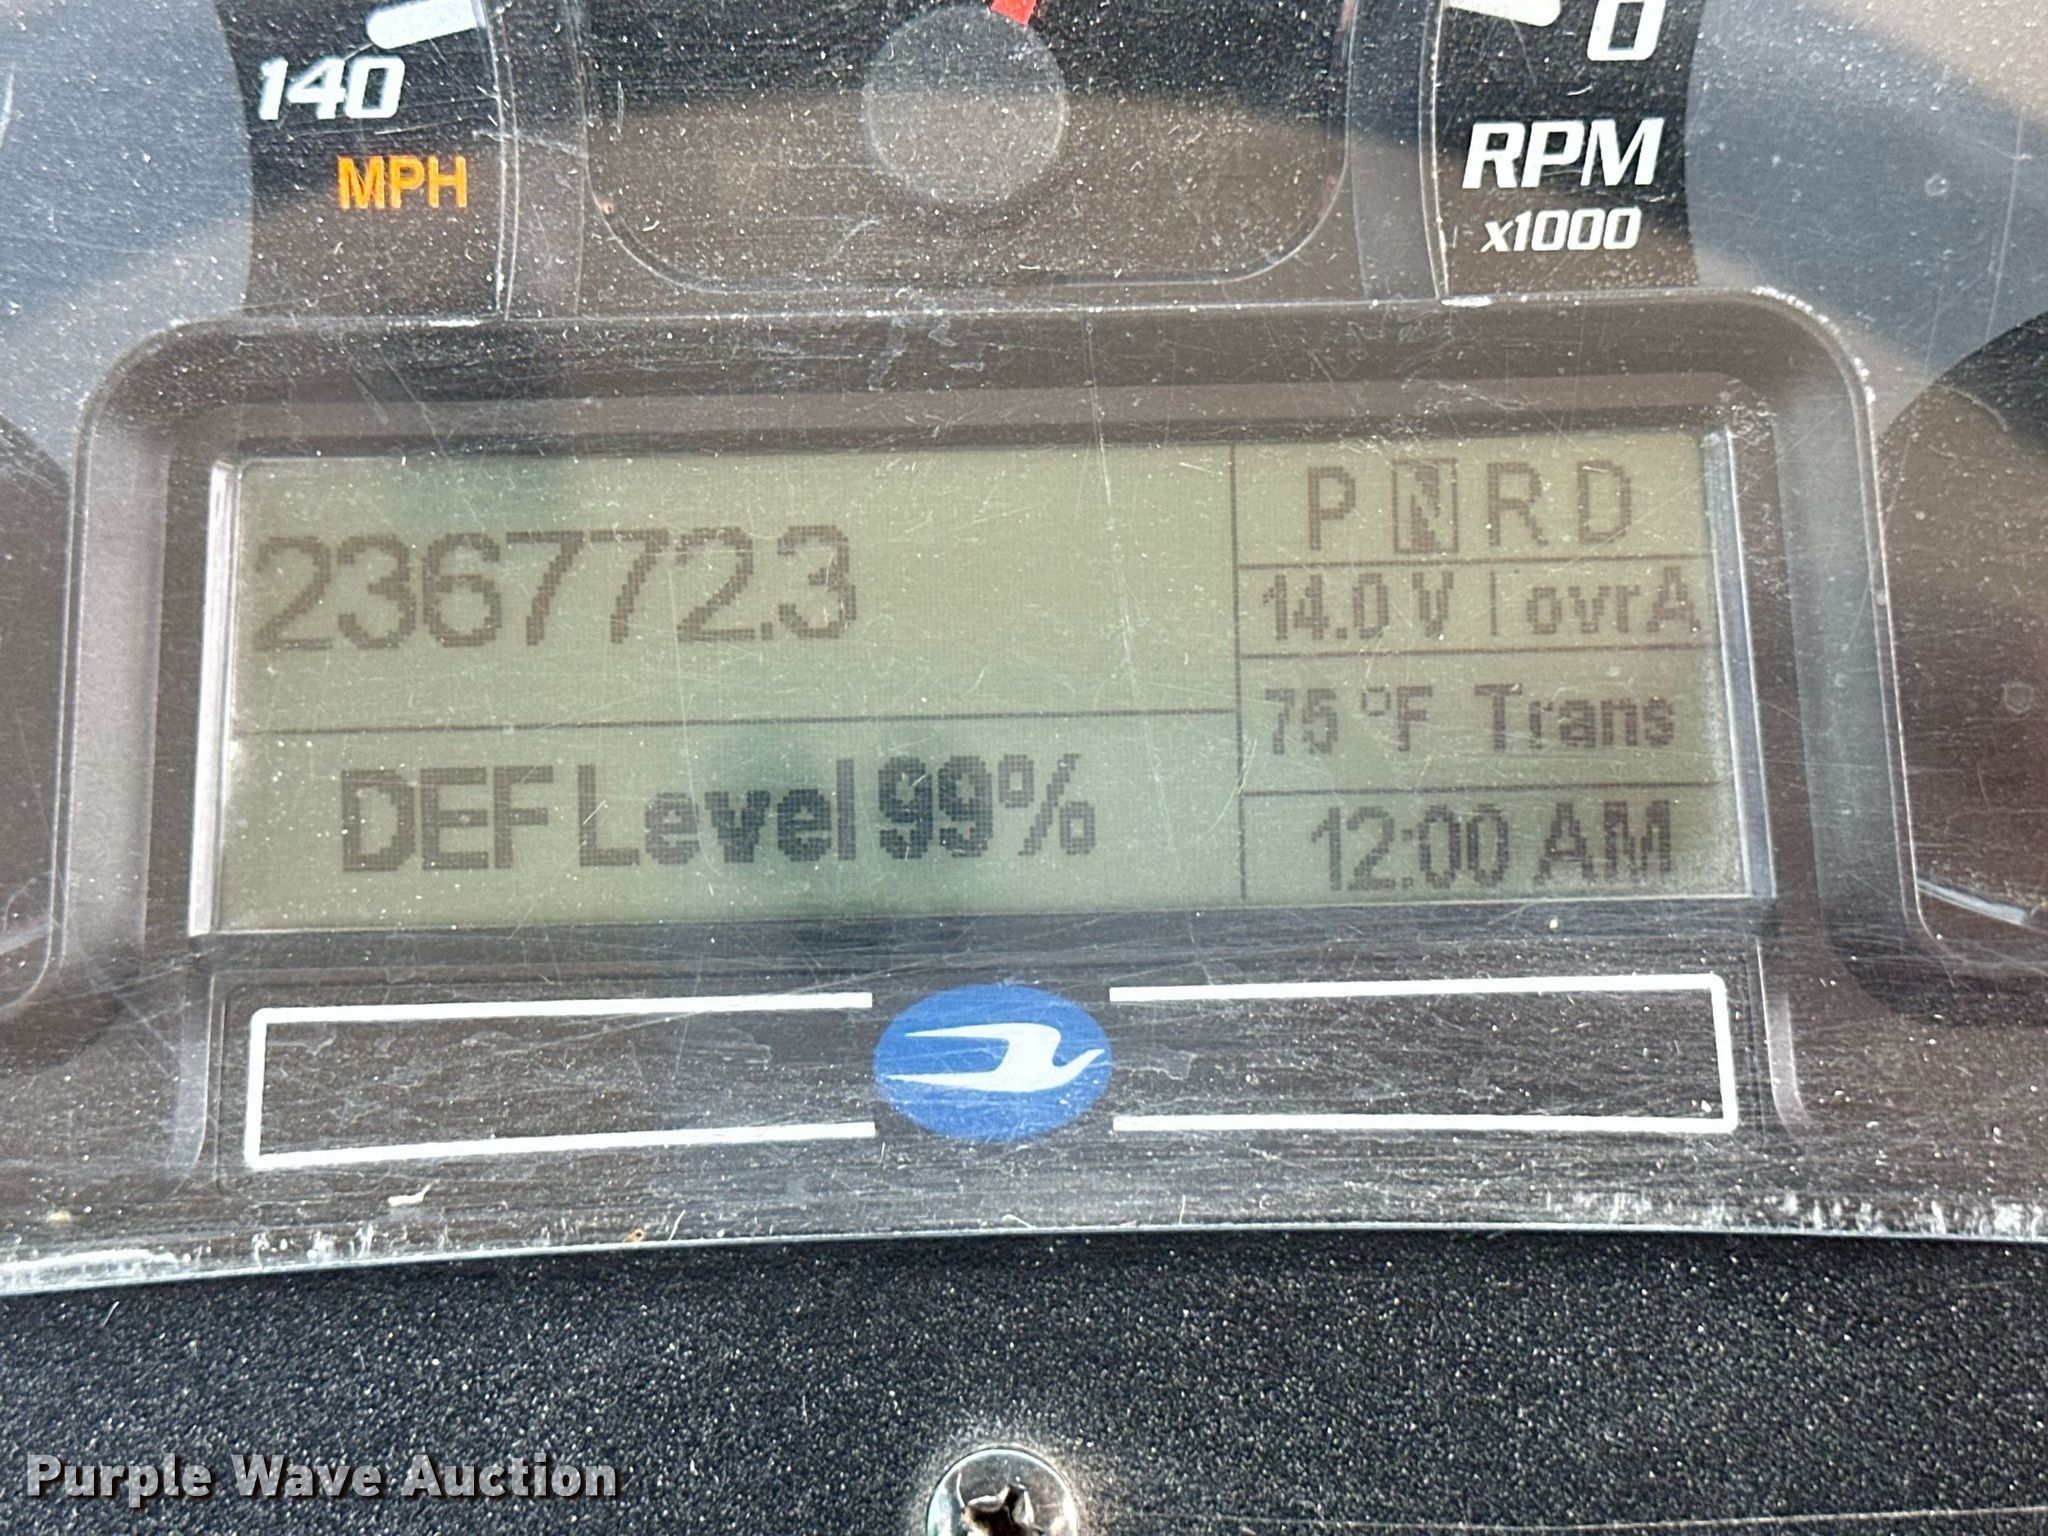 140
MPH
0
RPM
x1000
236772.3
P N R D
14.0 V | ovrA
75 °F Trans
DEF Level 99%
12:00 AM
Purple Wave Auction